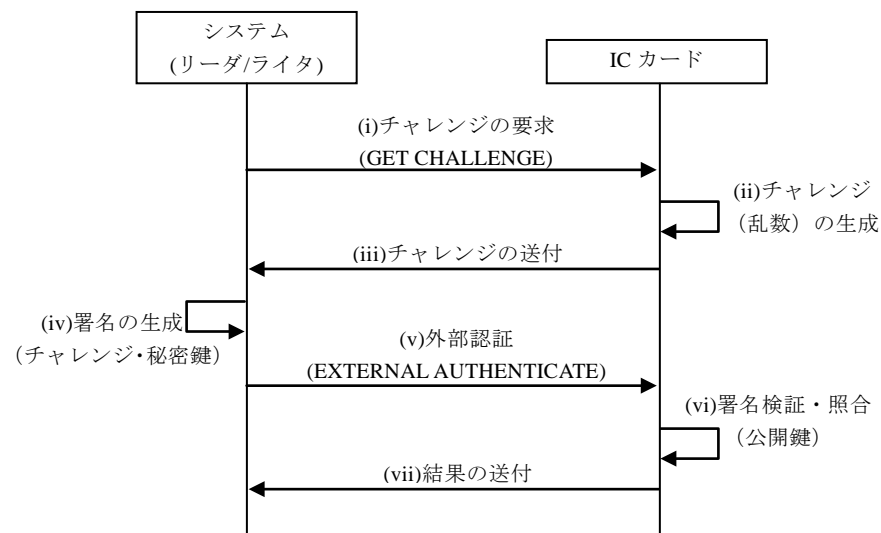 システム
(リーダ/ライタ)
IC カード
(i)チャレンジの要求
(GET CHALLENGE)
(ii)チャレンジ
（乱数）の生成
(iii)チャレンジの送付
(iv)署名の生成
（チャレンジ・秘密鍵）
(v)外部認証
(EXTERNAL AUTHENTICATE)
(vi)署名検証・照合
（公開鍵）
(vii)結果の送付